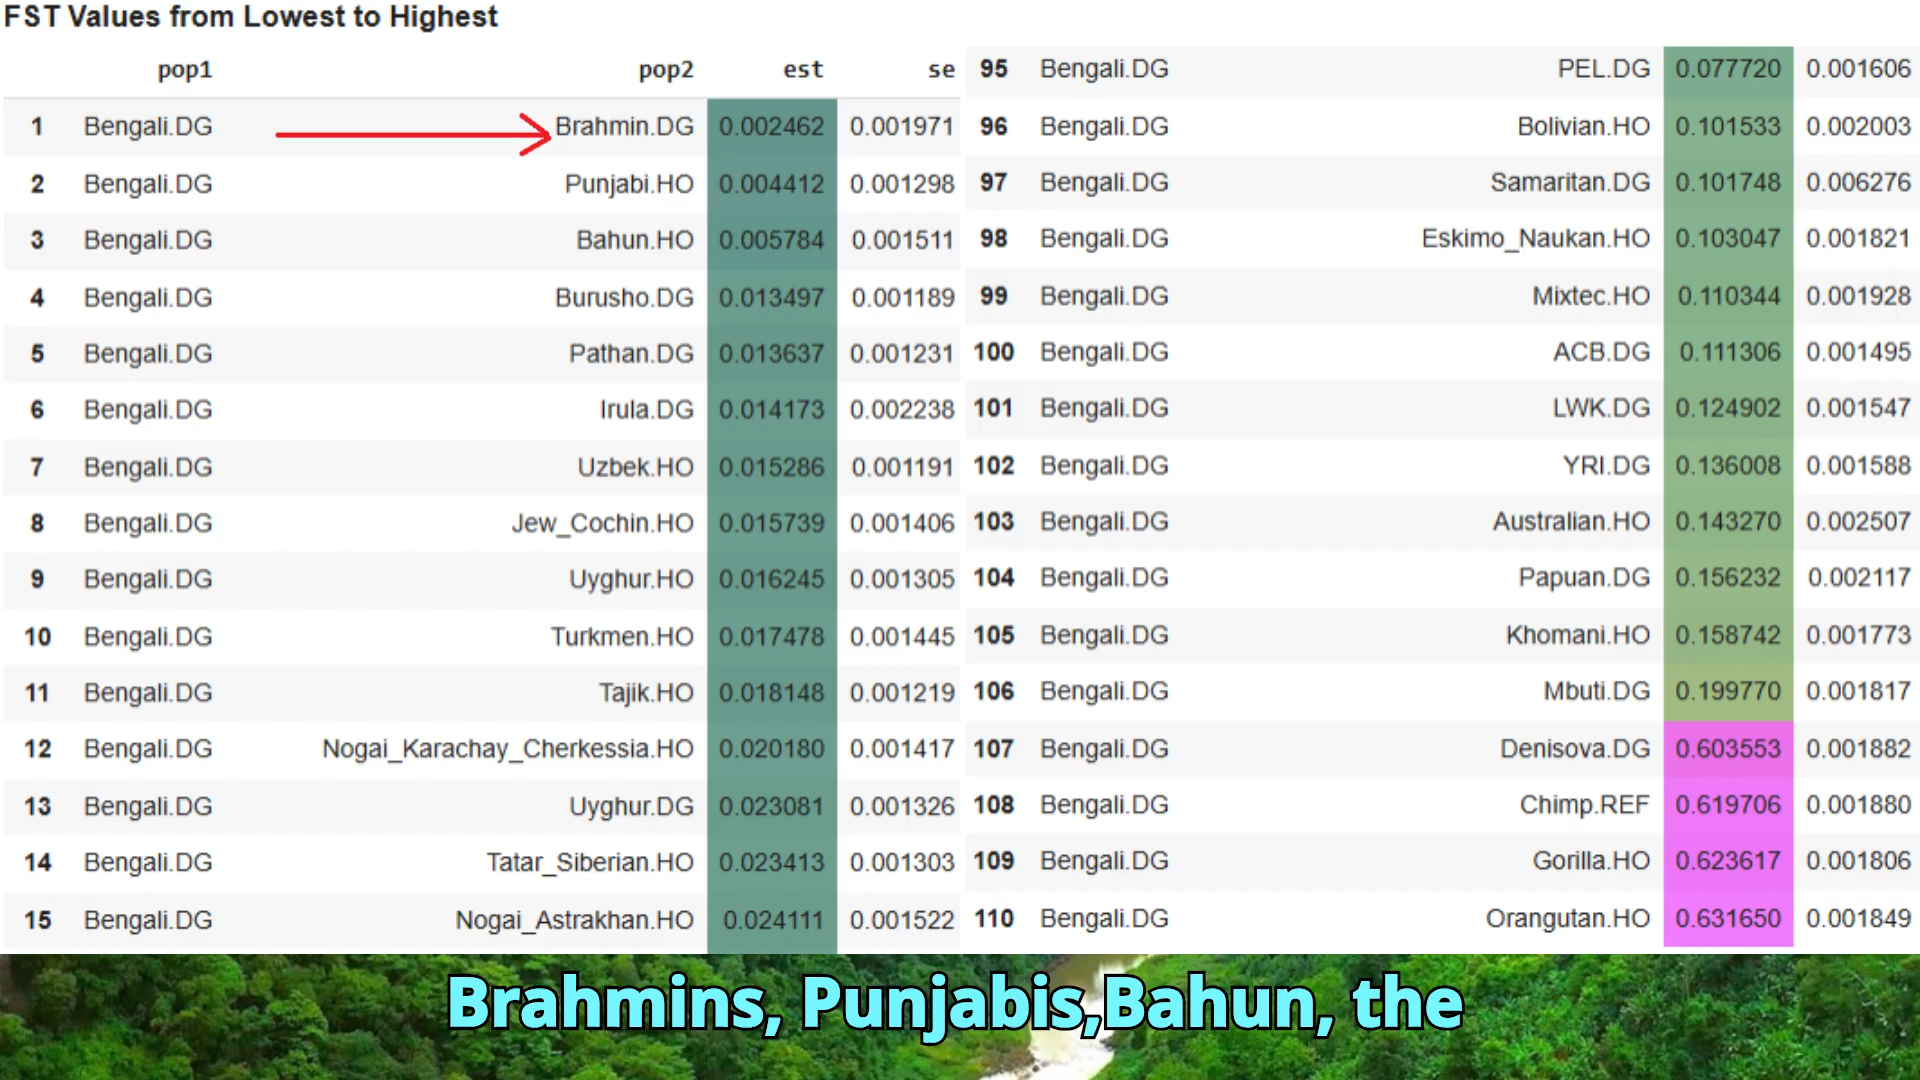 FST Values from Lowest to Highest
pop1 pop2 est se
1 Bengali.DG Brahmin.DG 0.002462 0.001971
2 Bengali.DG Punjabi.HO 0.004412 0.001298
3 Bengali.DG Bahun.HO 0.005784 0.001511
4 Bengali.DG Burusho.DG 0.013497 0.001189
5 Bengali.DG Pathan.DG 0.013637 0.001231
6 Bengali.DG Irula.DG 0.014173 0.002238
7 Bengali.DG Uzbek.HO 0.015286 0.001191
8 Bengali.DG Jew_Cochin.HO 0.015739 0.001406
9 Bengali.DG Uyghur.HO 0.016245 0.001305
10 Bengali.DG Turkmen.HO 0.017478 0.001445
11 Bengali.DG Tajik.HO 0.018148 0.001219
12 Bengali.DG Nogai_Karachay_Cherkessia.HO 0.020180 0.001417
13 Bengali.DG Uyghur.DG 0.023081 0.001326
14 Bengali.DG Tatar_Siberian.HO 0.023413 0.001303
15 Bengali.DG Nogai_Astrakhan.HO 0.024111 0.001522
95 Bengali.DG PEL.DG 0.077720 0.001606
96 Bengali.DG Bolivian.HO 0.101533 0.002003
97 Bengali.DG Samaritan.DG 0.101748 0.006276
98 Bengali.DG Eskimo_Naukan.HO 0.103047 0.001821
99 Bengali.DG Mixtec.HO 0.110344 0.001928
100 Bengali.DG ACB.DG 0.111306 0.001495
101 Bengali.DG LWK.DG 0.124902 0.001547
102 Bengali.DG YRI.DG 0.136008 0.001588
103 Bengali.DG Australian.HO 0.143270 0.002507
104 Bengali.DG Papuan.DG 0.156232 0.002117
105 Bengali.DG Khomani.HO 0.158742 0.001773
106 Bengali.DG Mbuti.DG 0.199770 0.001817
107 Bengali.DG Denisova.DG 0.603553 0.001882
108 Bengali.DG Chimp.REF 0.619706 0.001880
109 Bengali.DG Gorilla.HO 0.623617 0.001806
110 Bengali.DG Orangutan.HO 0.631650 0.001849
Brahmins, Punjabis,Bahun, the